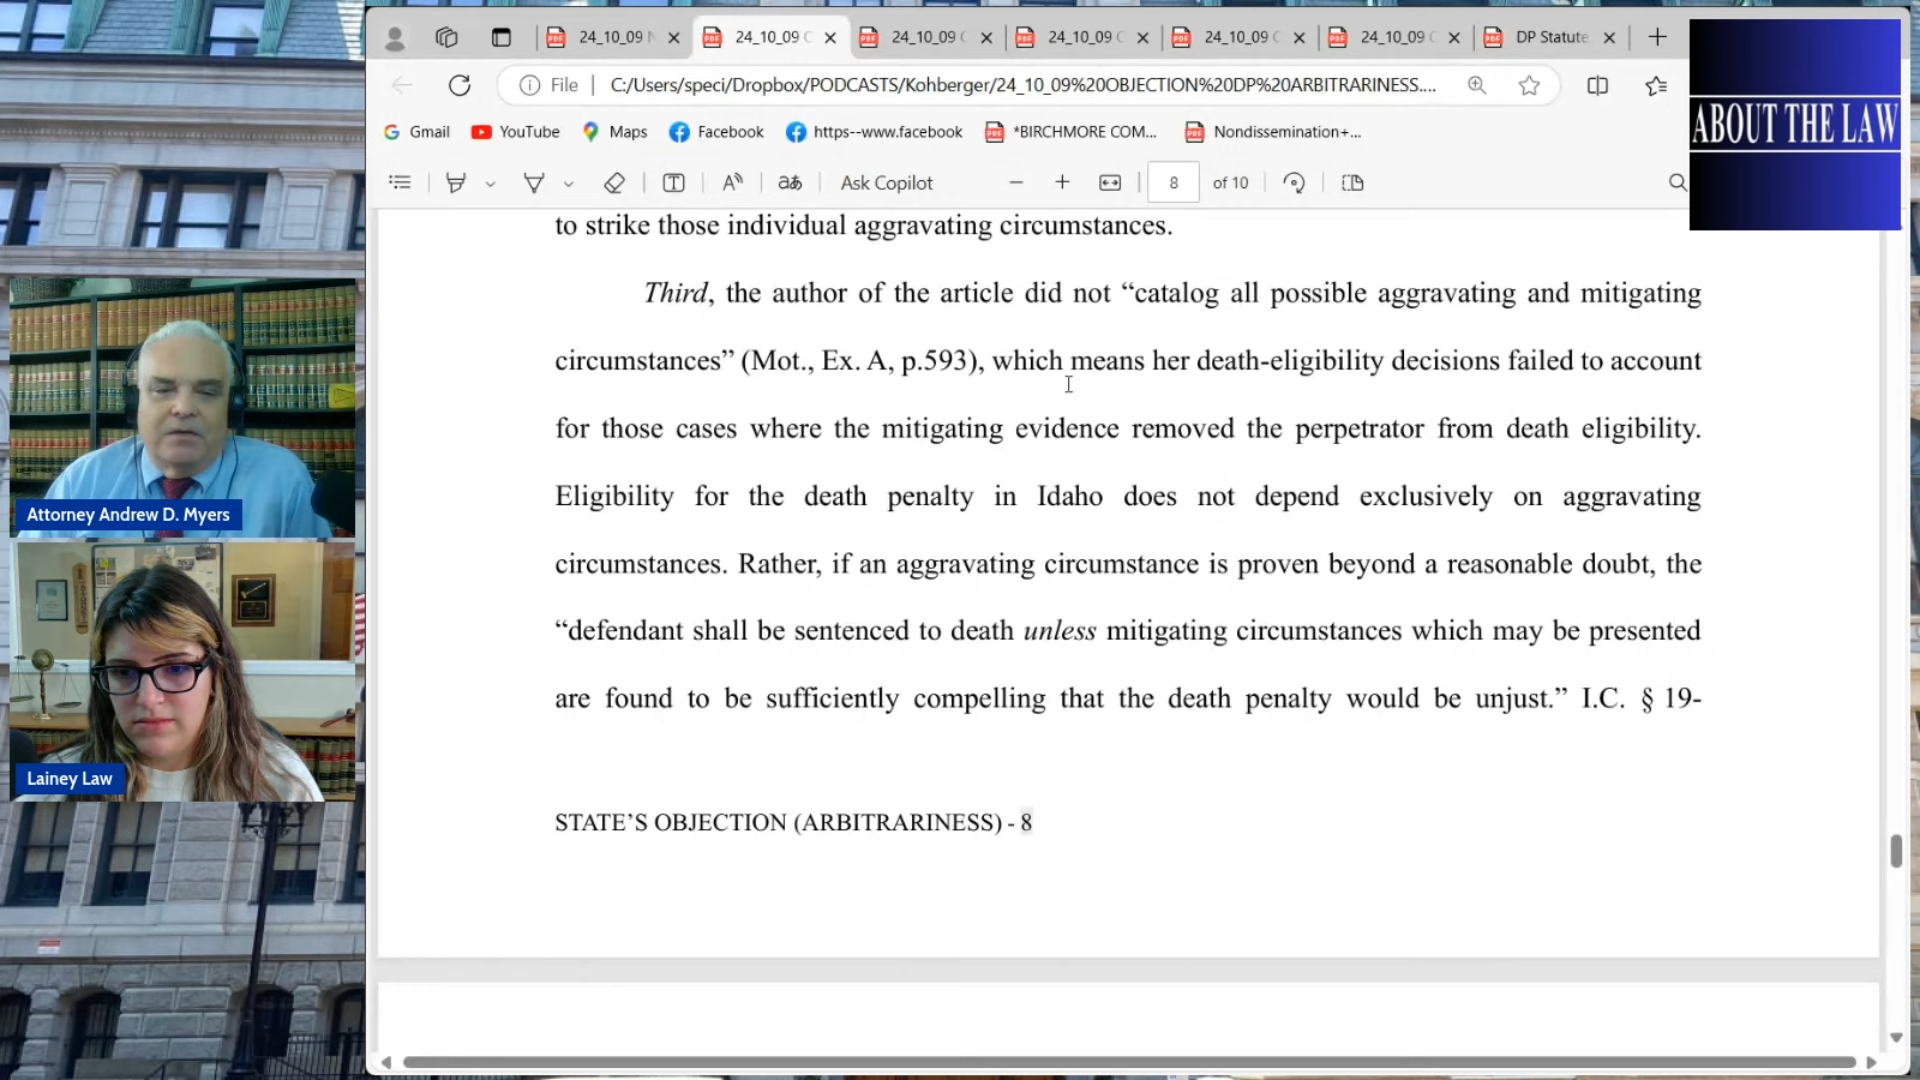 24_10_09
24_10_09
24_10_09
24_10_09
24_10_09
24_10_09
DP Statute
File
C:/Users/speci/Dropbox/PODCASTS/Kohberger/24_10_09%20OBJECTION%20DP%20ARBITRARINESS....
Gmail
YouTube
Maps
Facebook
https--www.facebook
*BIRCHMORE COM...
Nondissemination+...
ABOUT THE LAW
Ask Copilot
8
of 10
to strike those individual aggravating circumstances.
Third, the author of the article did not “catalog all possible aggravating and mitigating
circumstances” (Mot., Ex. A, p.593), which means her death-eligibility decisions failed to account
for those cases where the mitigating evidence removed the perpetrator from death eligibility.
Eligibility for the death penalty in Idaho does not depend exclusively on aggravating
circumstances. Rather, if an aggravating circumstance is proven beyond a reasonable doubt, the
“defendant shall be sentenced to death unless mitigating circumstances which may be presented
are found to be sufficiently compelling that the death penalty would be unjust.” I.C. § 19-
STATE’S OBJECTION (ARBITRARINESS) - 8
Attorney Andrew D. Myers
Lainey Law